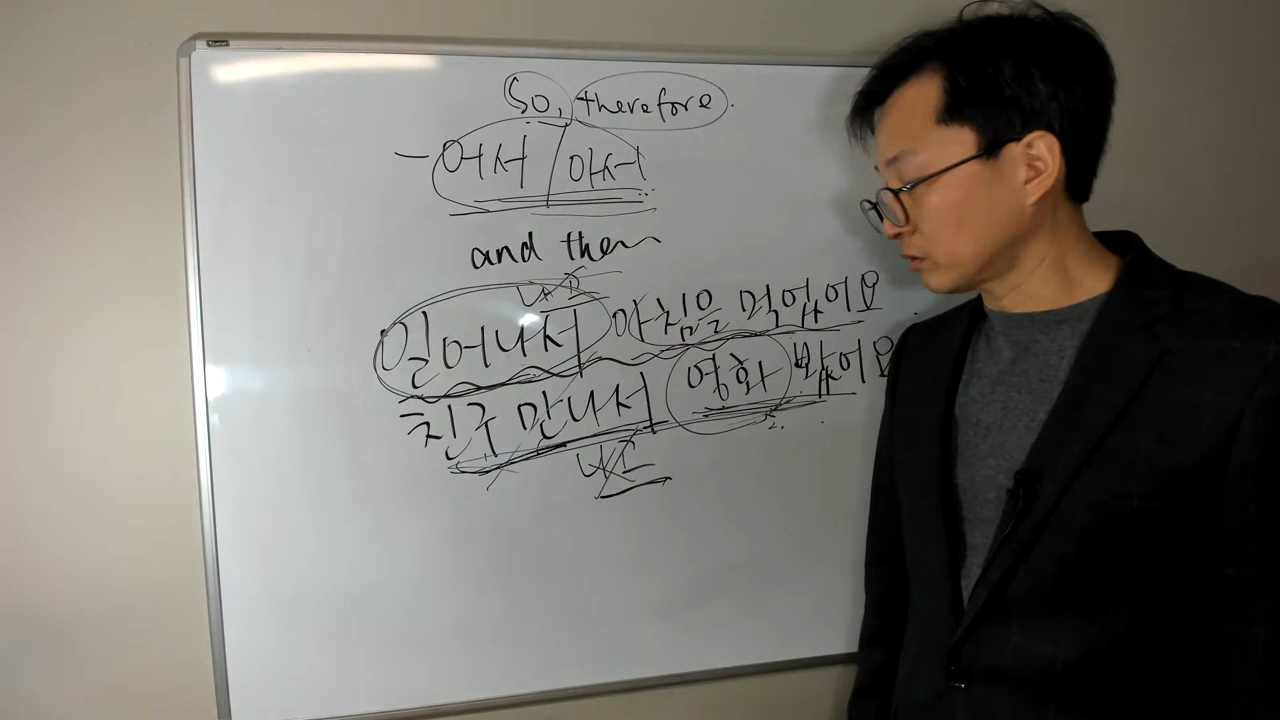 So, therefore.
- 어서 / 아서
and then
일어나서 아침을 먹었어요
친구 만나서 영화 봤어요